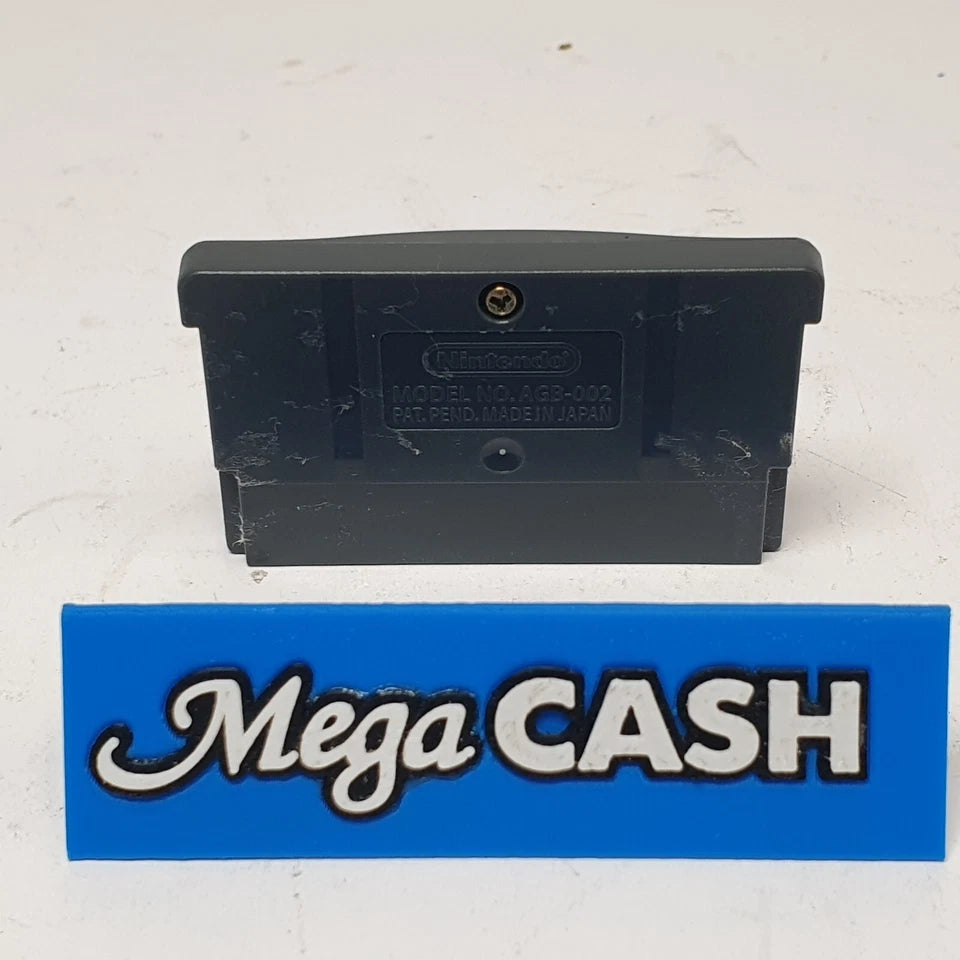 Nintendo®
MODEL NO. AGB-002
PAT. PEND. MADE IN JAPAN
Mega CASH